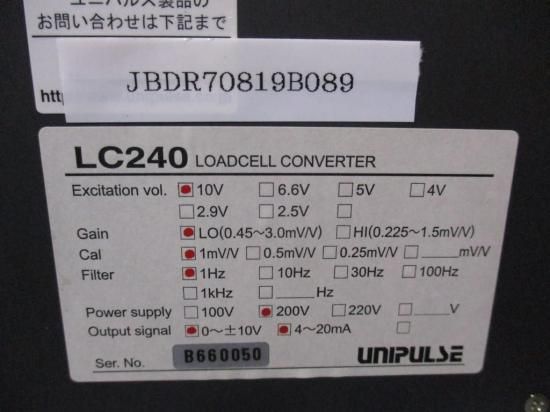 ユニパルス製品の
お問い合わせは下記まで
JBDR70819B089
LC240 LOADCELL CONVERTER
Excitation vol. 10V 6.6V 5V 4V
2.9V 2.5V
Gain LO(0.45~3.0mV/V) HI(0.225~1.5mV/V)
Cal 1mV/V 0.5mV/V 0.25mV/V ____mV/V
Filter 1Hz 10Hz 30Hz 100Hz
1kHz ____Hz
Power supply 100V 200V 220V ____V
Output signal 0~±10V 4~20mA
Ser. No. B660050 UNIPULSE